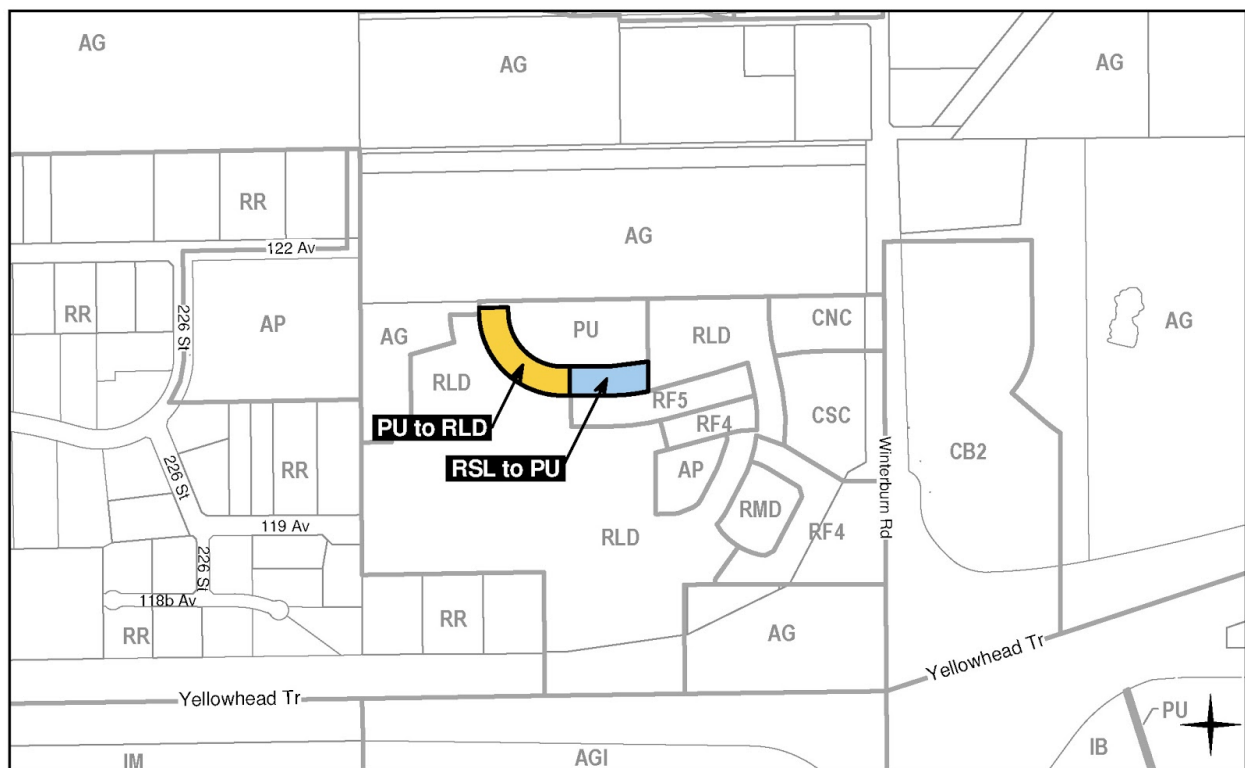 AG
AG
AG
RR
AG
122 Av
RR
226 St
AP
AG
PU
RLD
CNC
AG
RLD
PU to RLD
RF5
RF4
CSC
RSL to PU
Winterburn Rd
CB2
226 St
RR
AP
RMD
119 Av
RLD
RF4
226 St
118b Av
RR
RR
AG
Yellowhead Tr
Yellowhead Tr
PU
IM
AGI
IB